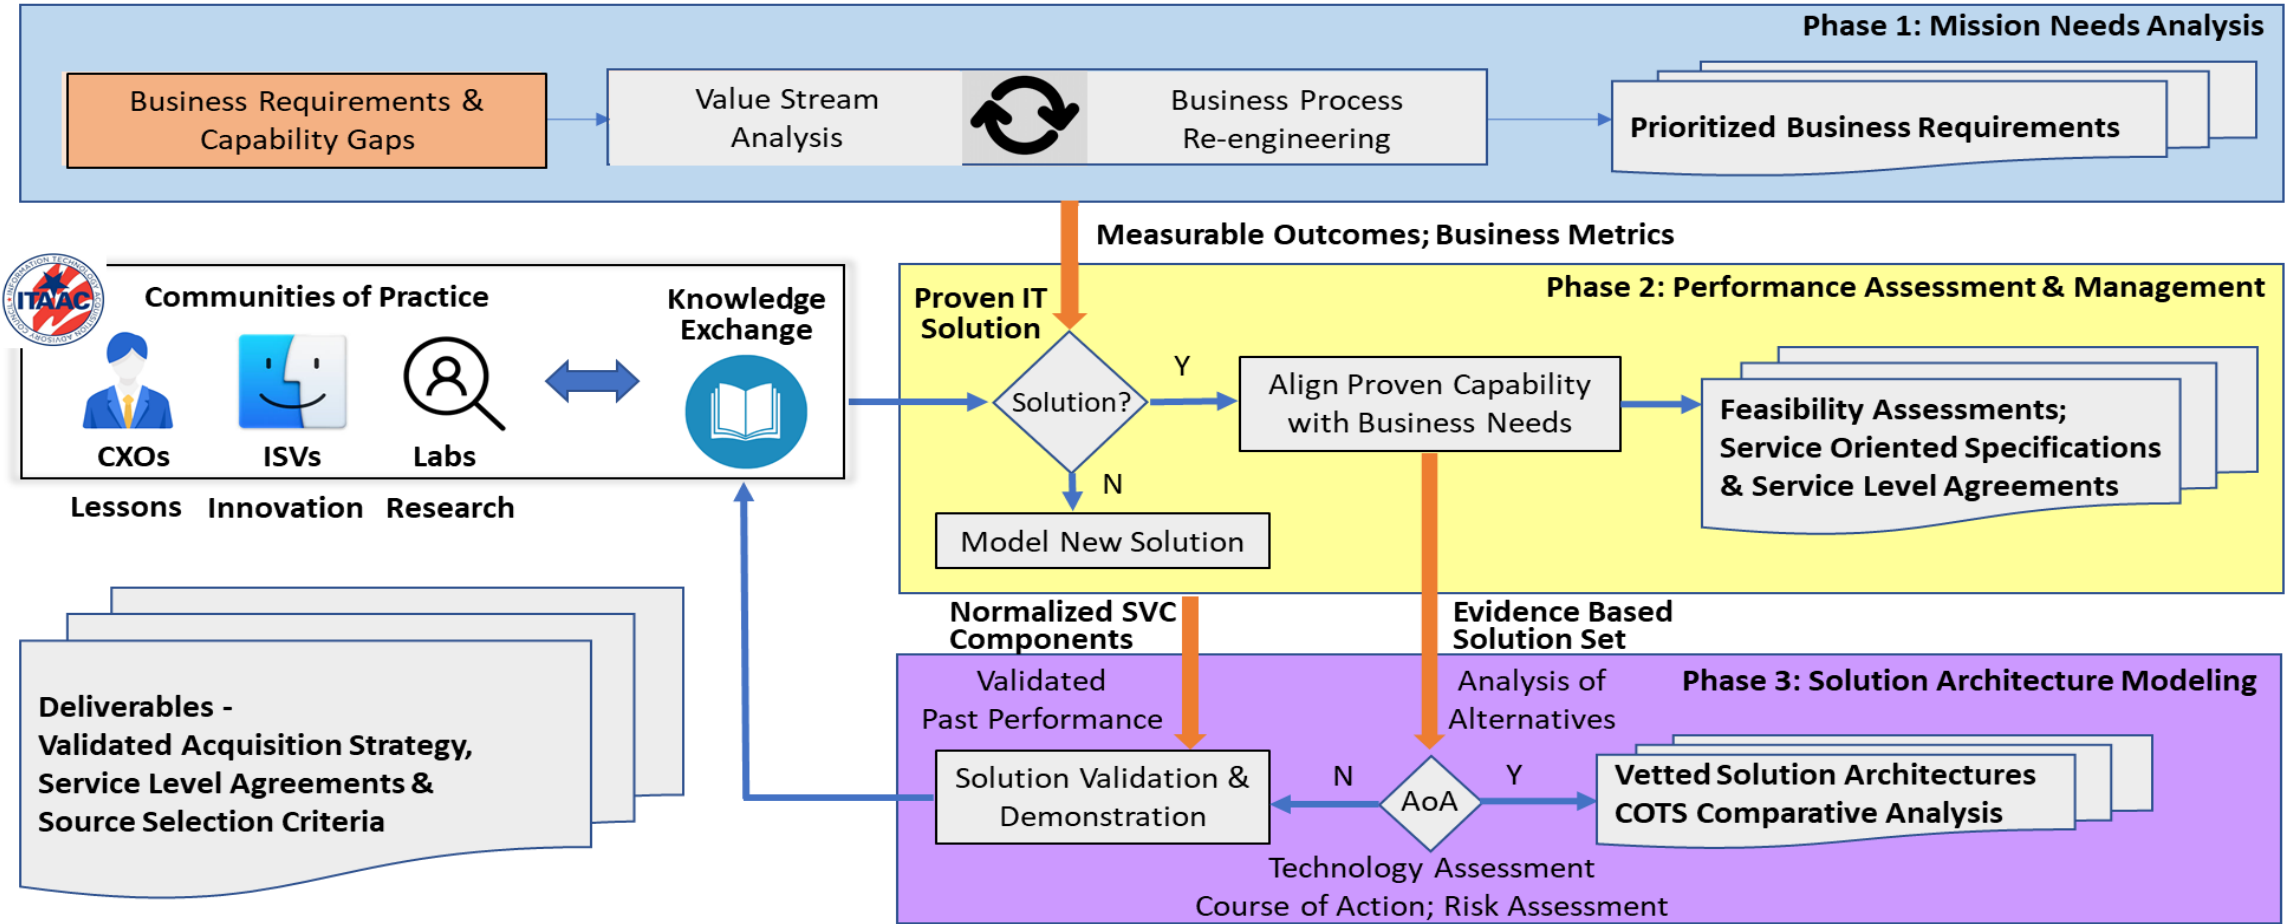 Phase 1: Mission Needs Analysis
Business Requirements &
Capability Gaps
Value Stream
Analysis
Business Process
Re-engineering
Prioritized Business Requirements
Measurable Outcomes; Business Metrics
INFORMATION TECHNOLOGY ACQUISITION ADVISORY COUNCIL
ITAAC
Communities of Practice
Knowledge
Exchange
CXOs
ISVs
Labs
Lessons
Innovation
Research
Phase 2: Performance Assessment & Management
Proven IT
Solution
Solution?
Y
N
Align Proven Capability
with Business Needs
Model New Solution
Feasibility Assessments;
Service Oriented Specifications
& Service Level Agreements
Normalized SVC
Components
Evidence Based
Solution Set
Phase 3: Solution Architecture Modeling
Validated
Past Performance
Analysis of
Alternatives
Solution Validation &
Demonstration
N
AoA
Y
Vetted Solution Architectures
COTS Comparative Analysis
Technology Assessment
Course of Action; Risk Assessment
Deliverables -
Validated Acquisition Strategy,
Service Level Agreements &
Source Selection Criteria